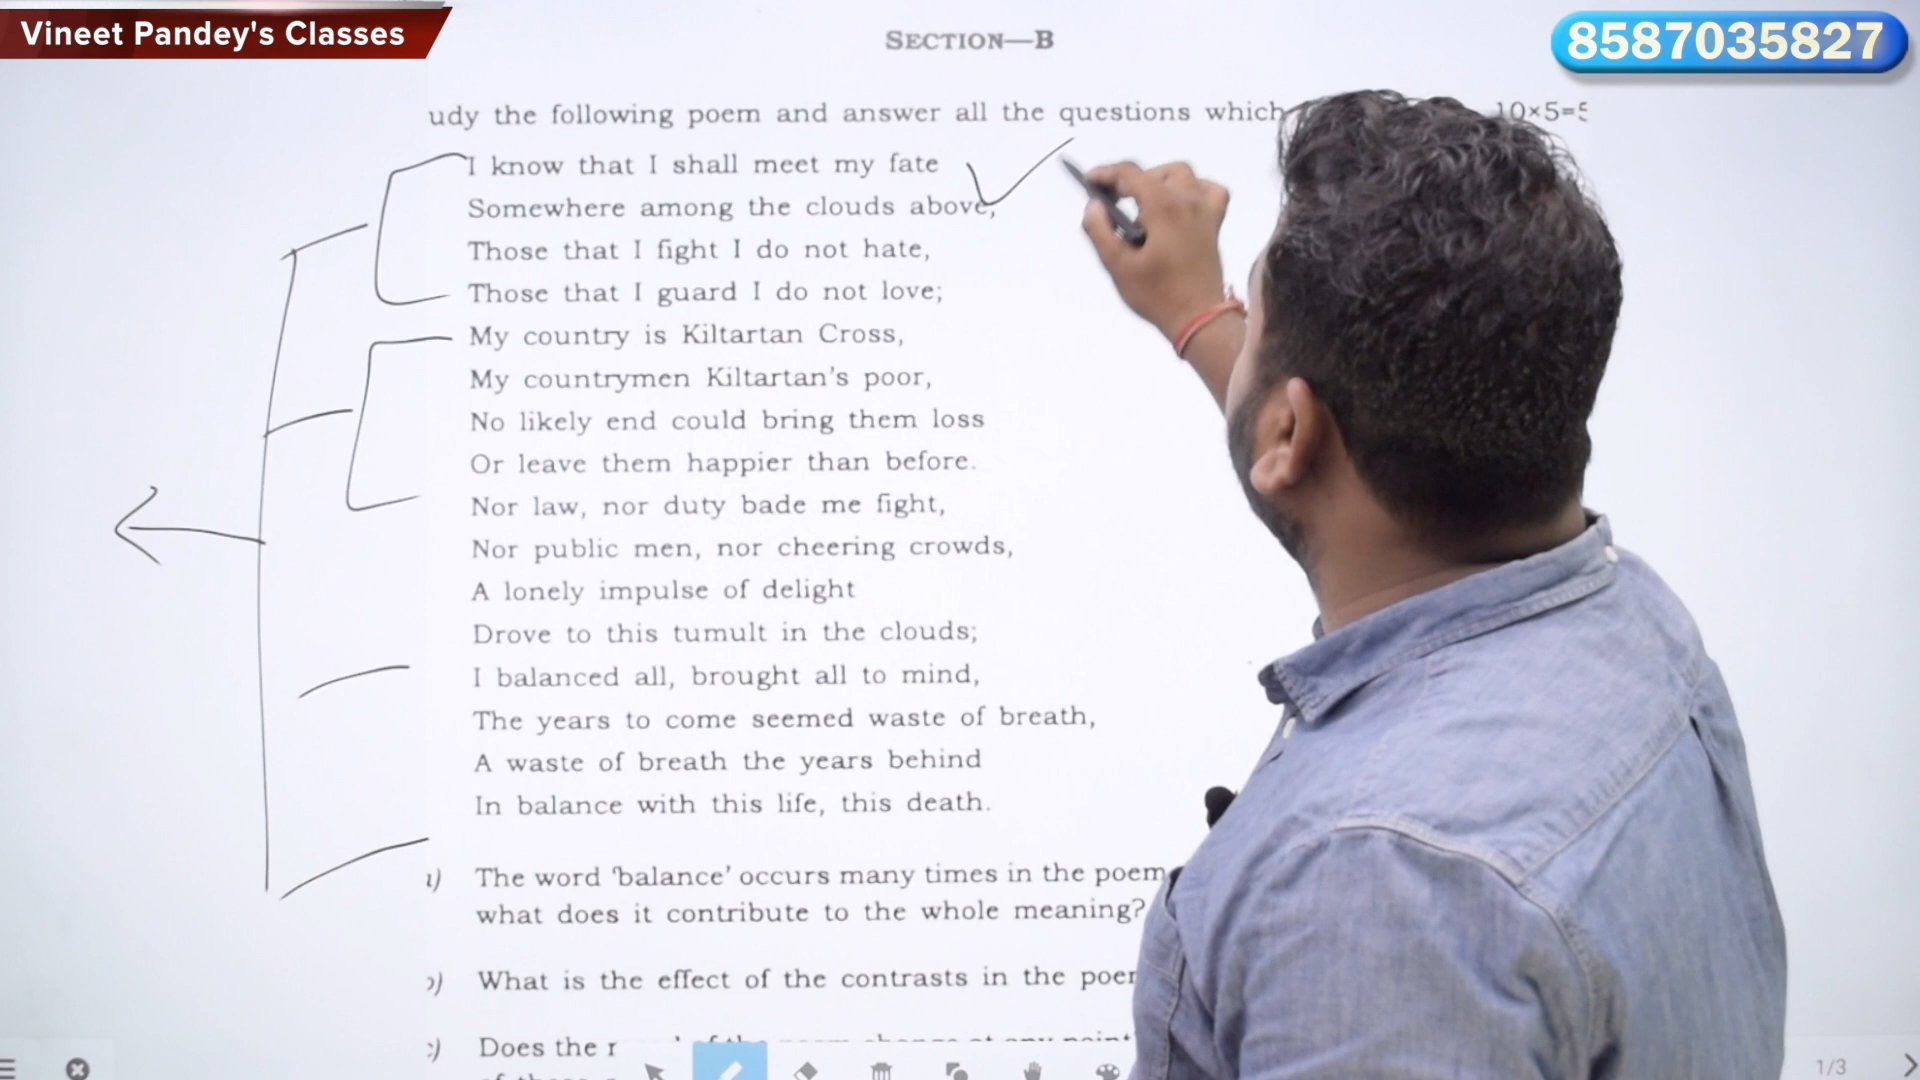 Vineet Pandey's Classes
8587035827
SECTION—B
udy the following poem and answer all the questions which
10×5=5
I know that I shall meet my fate
Somewhere among the clouds above,
Those that I fight I do not hate,
Those that I guard I do not love;
My country is Kiltartan Cross,
My countrymen Kiltartan's poor,
No likely end could bring them loss
Or leave them happier than before.
Nor law, nor duty bade me fight,
Nor public men, nor cheering crowds,
A lonely impulse of delight
Drove to this tumult in the clouds;
I balanced all, brought all to mind,
The years to come seemed waste of breath,
A waste of breath the years behind
In balance with this life, this death.
The word 'balance' occurs many times in the poem
what does it contribute to the whole meaning?
What is the effect of the contrasts in the poem
Does the
1/3